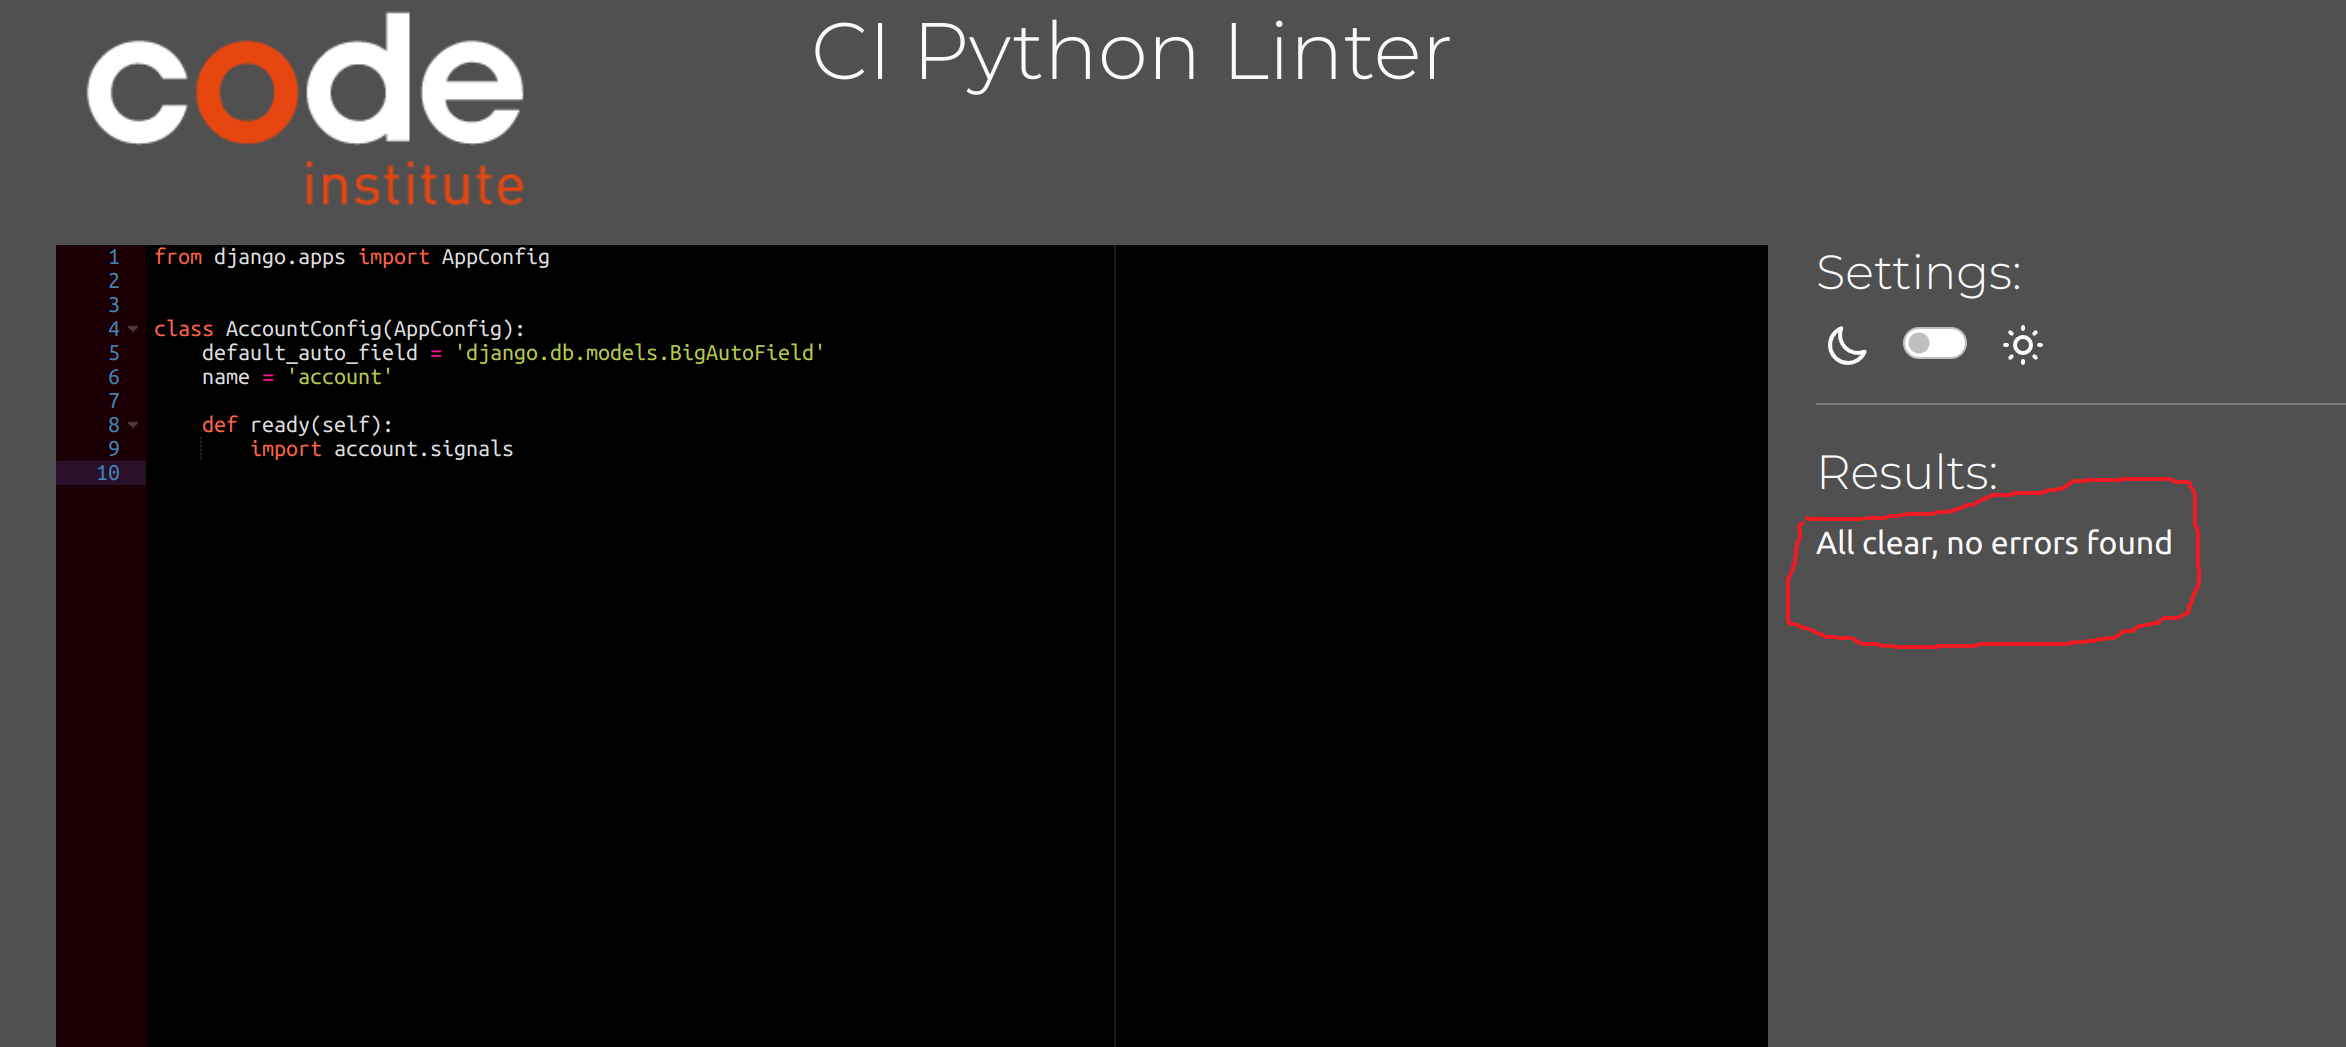 code
institute
CI Python Linter
1 from django.apps import AppConfig
2
3
4 class AccountConfig(AppConfig):
5     default_auto_field = 'django.db.models.BigAutoField'
6     name = 'account'
7
8     def ready(self):
9         import account.signals
10
Settings:
Results:
All clear, no errors found